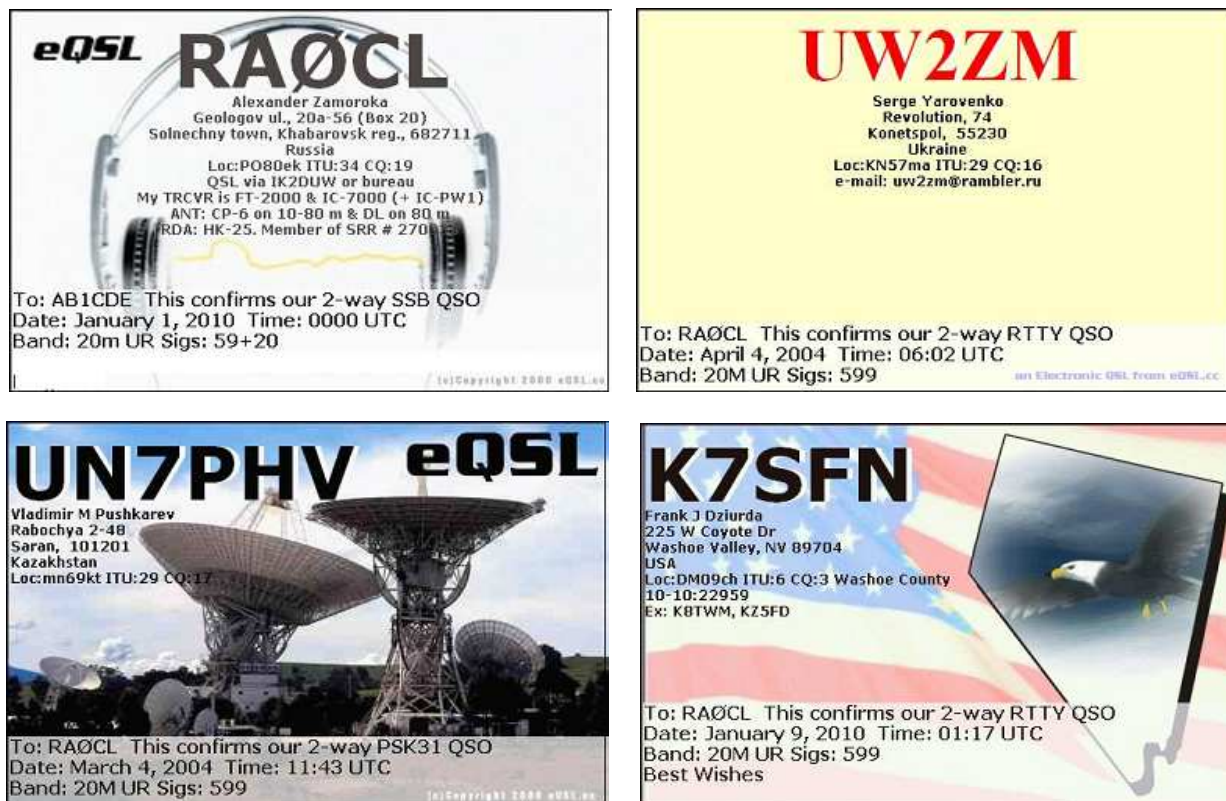 eQSL RAØCL
Alexander Zamoroka
Geologov ul., 20a-56 (Box 20)
Solnechny town, Khabarovsk reg., 682711
Russia
Loc:PO80ek ITU:34 CQ:19
QSL via IK2DUW or bureau
My TRCVR is FT-2000 & IC-7000 (+ IC-PW1)
ANT: CP-6 on 10-80 m & DL on 80 m
RDA: HK-25. Member of SRR # 270
To: AB1CDE This confirms our 2-way SSB QSO
Date: January 1, 2010 Time: 0000 UTC
Band: 20m UR Sigs: 59+20
(c)Copyright 2000 eQSL.cc
UW2ZM
Serge Yarovenko
Revolution, 74
Konetspol, 55230
Ukraine
Loc:KN57ma ITU:29 CQ:16
e-mail: uw2zm@rambler.ru
To: RAØCL This confirms our 2-way RTTY QSO
Date: April 4, 2004 Time: 06:02 UTC
Band: 20M UR Sigs: 599
an Electronic QSL from eQSL.cc
UN7PHV eQSL
Vladimir M Pushkarev
Rabochya 2-48
Saran, 101201
Kazakhstan
Loc:mn69kt ITU:29 CQ:17
To: RAØCL This confirms our 2-way PSK31 QSO
Date: March 4, 2004 Time: 11:43 UTC
Band: 20M UR Sigs: 599
(c)Copyright 2000 eQSL.cc
K7SFN
Frank J Dziurda
225 W Coyote Dr
Washoe Valley, NV 89704
USA
Loc:DM09ch ITU:6 CQ:3 Washoe County
10-10:22959
Ex: K8TWM, KZ5FD
To: RAØCL This confirms our 2-way RTTY QSO
Date: January 9, 2010 Time: 01:17 UTC
Band: 20M UR Sigs: 599
Best Wishes